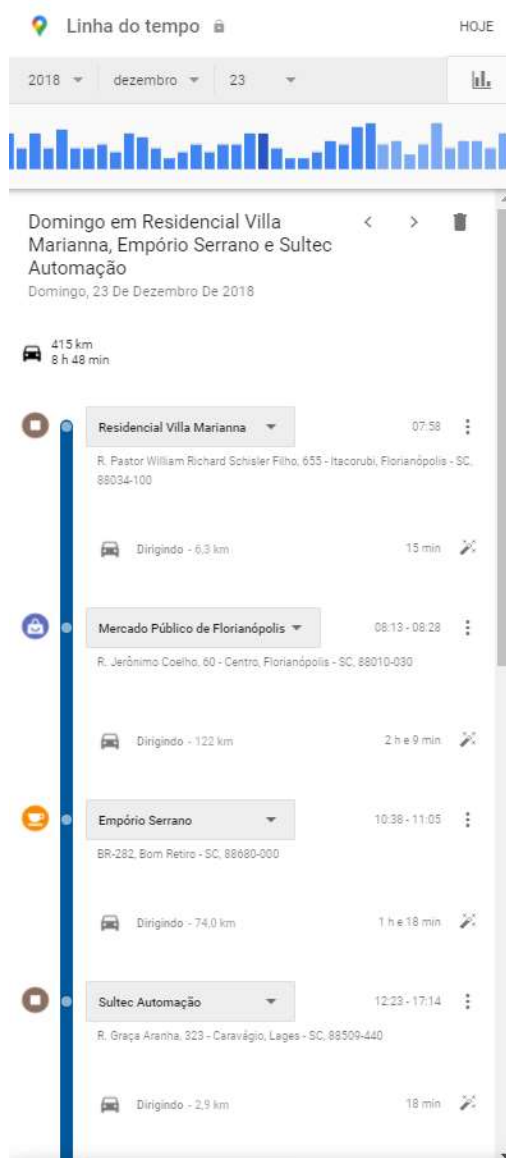 Linha do tempo HOJE
2018 dezembro 23
Domingo em Residencial Villa
Marianna, Empório Serrano e Sultec
Automação
Domingo, 23 De Dezembro De 2018
415 km
8 h 48 min
Residencial Villa Marianna 07:58
R. Pastor William Richard Schisler Filho, 655 - Itacorubi, Florianópolis - SC,
88034-100
Dirigindo - 6,3 km 15 min
Mercado Público de Florianópolis 08:13 - 08:28
R. Jerônimo Coelho, 60 - Centro, Florianópolis - SC, 88010-030
Dirigindo - 122 km 2 h e 9 min
Empório Serrano 10:38 - 11:05
BR-282, Bom Retiro - SC, 88680-000
Dirigindo - 74,0 km 1 h e 18 min
Sultec Automação 12:23 - 17:14
R. Graça Aranha, 323 - Caravágio, Lages - SC, 88509-440
Dirigindo - 2,9 km 18 min